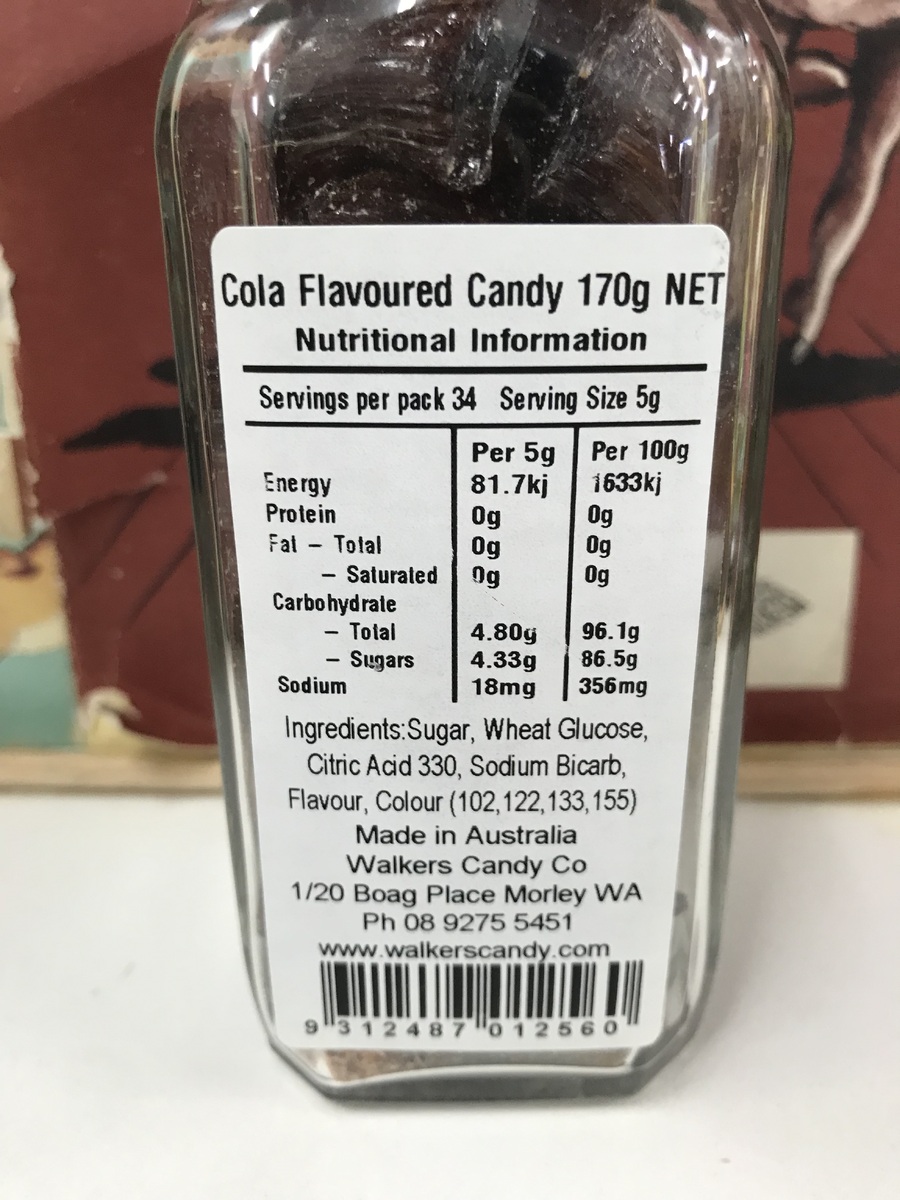 Cola Flavoured Candy 170g NET
Nutritional Information
Servings per pack 34 Serving Size 5g
Per 5g Per 100g
Energy 81.7kj 1633kj
Protein 0g 0g
Fat – Total 0g 0g
– Saturated 0g 0g
Carbohydrate
– Total 4.80g 96.1g
– Sugars 4.33g 86.5g
Sodium 18mg 356mg
Ingredients:Sugar, Wheat Glucose,
Citric Acid 330, Sodium Bicarb,
Flavour, Colour (102,122,133,155)
Made in Australia
Walkers Candy Co
1/20 Boag Place Morley WA
Ph 08 9275 5451
www.walkerscandy.com
9 312487 012560